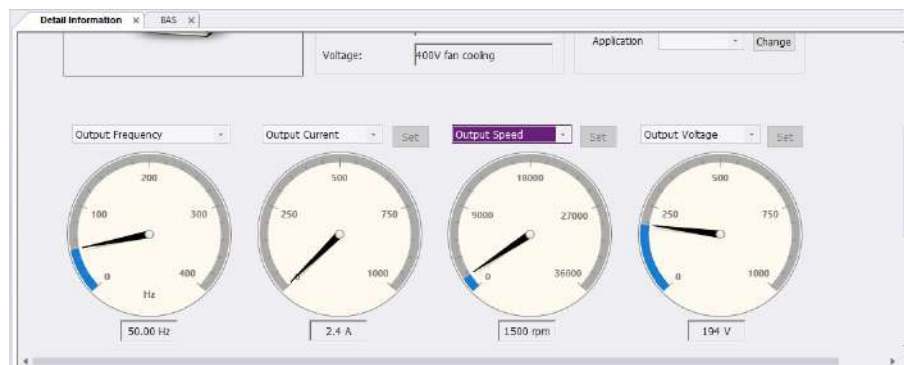 Detail Information × BAS ×
Voltage: 400V fan cooling
Application Change
Output Frequency
Output Current Set
Output Speed Set
Output Voltage Set
200
100 300
0 400
Hz
50.00 Hz
500
250 750
0 1000
2.4 A
18000
9000 27000
0 36000
1500 rpm
500
250 750
0 1000
194 V